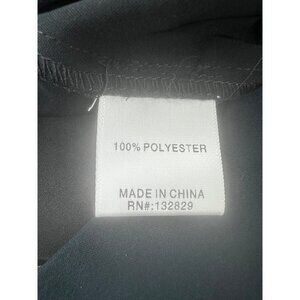 100% POLYESTER
MADE IN CHINA
RN#:132829